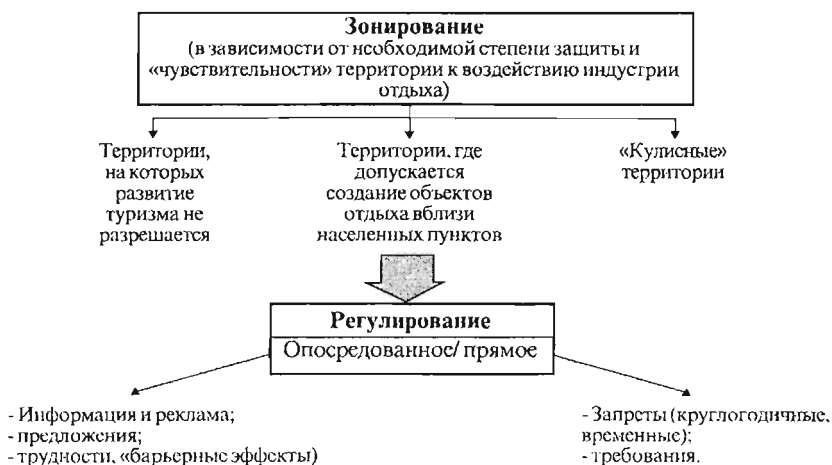 Зонирование
(в зависимости от необходимой степени защиты и
«чувствительности» территории к воздействию индустрии
отдыха)
Территории,
на которых
развитие
туризма не
разрешается
Территории, где
допускается
создание объектов
отдыха вблизи
населенных пунктов
«Кулисные»
территории
Регулирование
Опосредованное/ прямое
- Информация и реклама;
- предложения;
- трудности, «барьерные эффекты)
- Запреты (круглогодичные,
временные);
- требования.